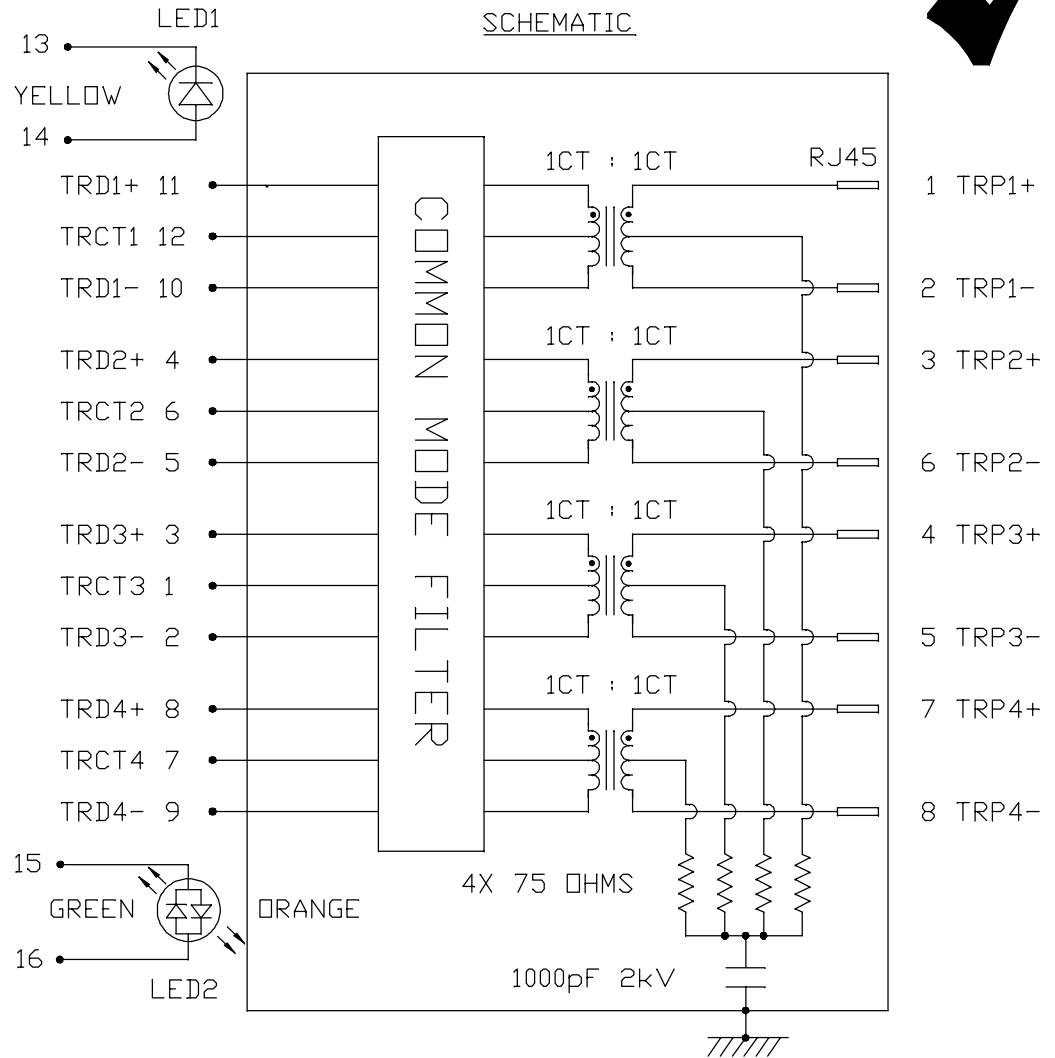 SCHEMATIC
LED1
13
YELLOW
14
RJ45
1CT : 1CT
TRD1+ 11
1 TRP1+
TRCT1 12
TRD1- 10
2 TRP1-
1CT : 1CT
TRD2+ 4
3 TRP2+
TRCT2 6
TRD2- 5
6 TRP2-
1CT : 1CT
TRD3+ 3
4 TRP3+
TRCT3 1
TRD3- 2
5 TRP3-
1CT : 1CT
TRD4+ 8
7 TRP4+
TRCT4 7
TRD4- 9
8 TRP4-
COMMON MODE FILTER
15
GREEN
ORANGE
16
LED2
4X 75 OHMS
1000pF 2kV